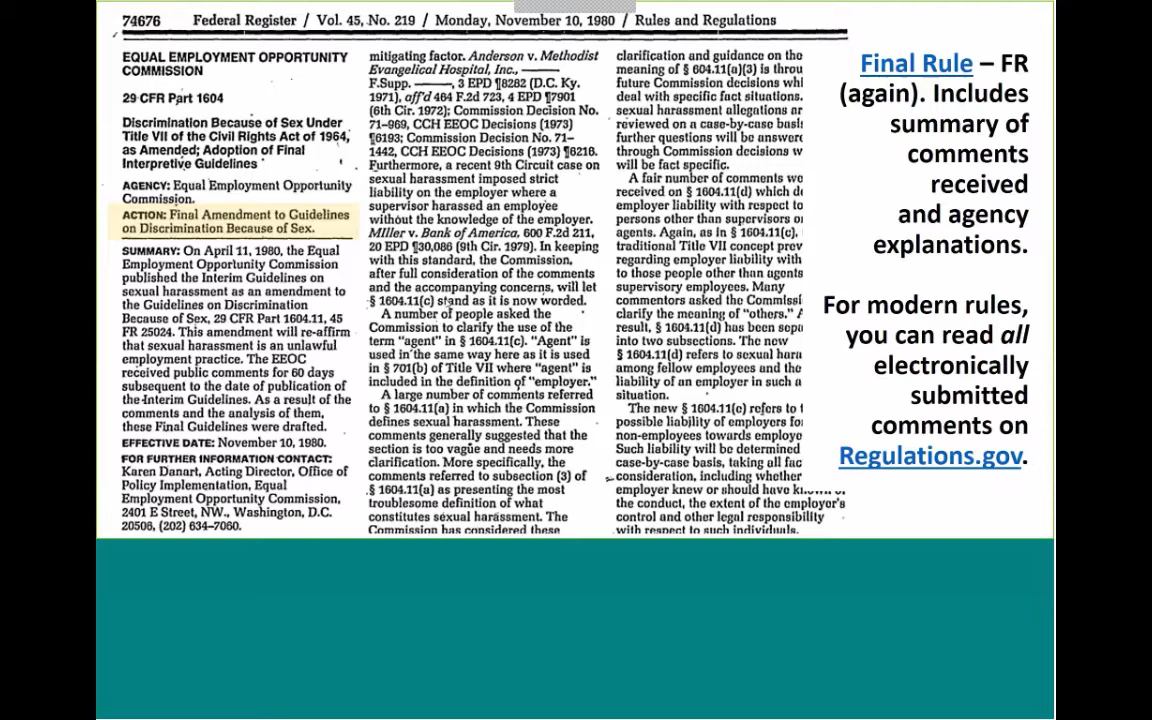 74676 Federal Register / Vol. 45, No. 219 / Monday, November 10, 1980 / Rules and Regulations
EQUAL EMPLOYMENT OPPORTUNITY
COMMISSION
29 CFR Part 1604
Discrimination Because of Sex Under
Title VII of the Civil Rights Act of 1964,
as Amended; Adoption of Final
Interpretive Guidelines
AGENCY: Equal Employment Opportunity
Commission.
ACTION: Final Amendment to Guidelines
on Discrimination Because of Sex.
SUMMARY: On April 11, 1980, the Equal
Employment Opportunity Commission
published the Interim Guidelines on
sexual harassment as an amendment to
the Guidelines on Discrimination
Because of Sex, 29 CFR Part 1604.11, 45
FR 25024. This amendment will re-affirm
that sexual harassment is an unlawful
employment practice. The EEOC
received public comments for 60 days
subsequent to the date of publication of
the Interim Guidelines. As a result of the
comments and the analysis of them,
these Final Guidelines were drafted.
EFFECTIVE DATE: November 10, 1980.
FOR FURTHER INFORMATION CONTACT:
Karen Danart, Acting Director, Office of
Policy Implementation, Equal
Employment Opportunity Commission,
2401 E Street, NW., Washington, D.C.
20506, (202) 634-7060.
mitigating factor. Anderson v. Methodist
Evangelical Hospital, Inc., ——
F.Supp. ——, 3 EPD ¶8282 (D.C. Ky.
1971), aff'd 464 F.2d 723, 4 EPD ¶7901
(6th Cir. 1972); Commission Decision No.
71-969, CCH EEOC Decisions (1973)
¶6193; Commission Decision No. 71-
1442, CCH EEOC Decisions (1973) ¶6216.
Furthermore, a recent 9th Circuit case on
sexual harassment imposed strict
liability on the employer where a
supervisor harassed an employee
without the knowledge of the employer.
Miller v. Bank of America, 600 F.2d 211,
20 EPD ¶30,086 (9th Cir. 1979). In keeping
with this standard, the Commission,
after full consideration of the comments
and the accompanying concerns, will let
§ 1604.11(c) stand as it is now worded.
A number of people asked the
Commission to clarify the use of the
term "agent" in § 1604.11(c). "Agent" is
used in the same way here as it is used
in § 701(b) of Title VII where "agent" is
included in the definition of "employer."
A large number of comments referred
to § 1604.11(a) in which the Commission
defines sexual harassment. These
comments generally suggested that the
section is too vague and needs more
clarification. More specifically, the
comments referred to subsection (3) of
§ 1604.11(a) as presenting the most
troublesome definition of what
constitutes sexual harassment. The
Commission has considered these
clarification and guidance on the
meaning of § 604.11(a)(3) is throu
future Commission decisions whi
deal with specific fact situations.
sexual harassment allegations ar
reviewed on a case-by-case basis
further questions will be answere
through Commission decisions w
will be fact specific.
A fair number of comments we
received on § 1604.11(d) which de
employer liability with respect to
persons other than supervisors or
agents. Again, as in § 1604.11(c),
traditional Title VII concept prev
regarding employer liability with
to those people other than agents
supervisory employees. Many
commentors asked the Commissi
clarify the meaning of "others." A
result, § 1604.11(d) has been sepa
into two subsections. The new
§ 1604.11(d) refers to sexual hara
among fellow employees and the
liability of an employer in such a
situation.
The new § 1604.11(e) refers to t
possible liability of employers for
non-employees towards employe
Such liability will be determined
case-by-case basis, taking all fac
consideration, including whether
employer knew or should have known of
the conduct, the extent of the employer's
control and other legal responsibility
with respect to such individuals.
Final Rule – FR
(again). Includes
summary of
comments
received
and agency
explanations.
For modern rules,
you can read all
electronically
submitted
comments on
Regulations.gov.